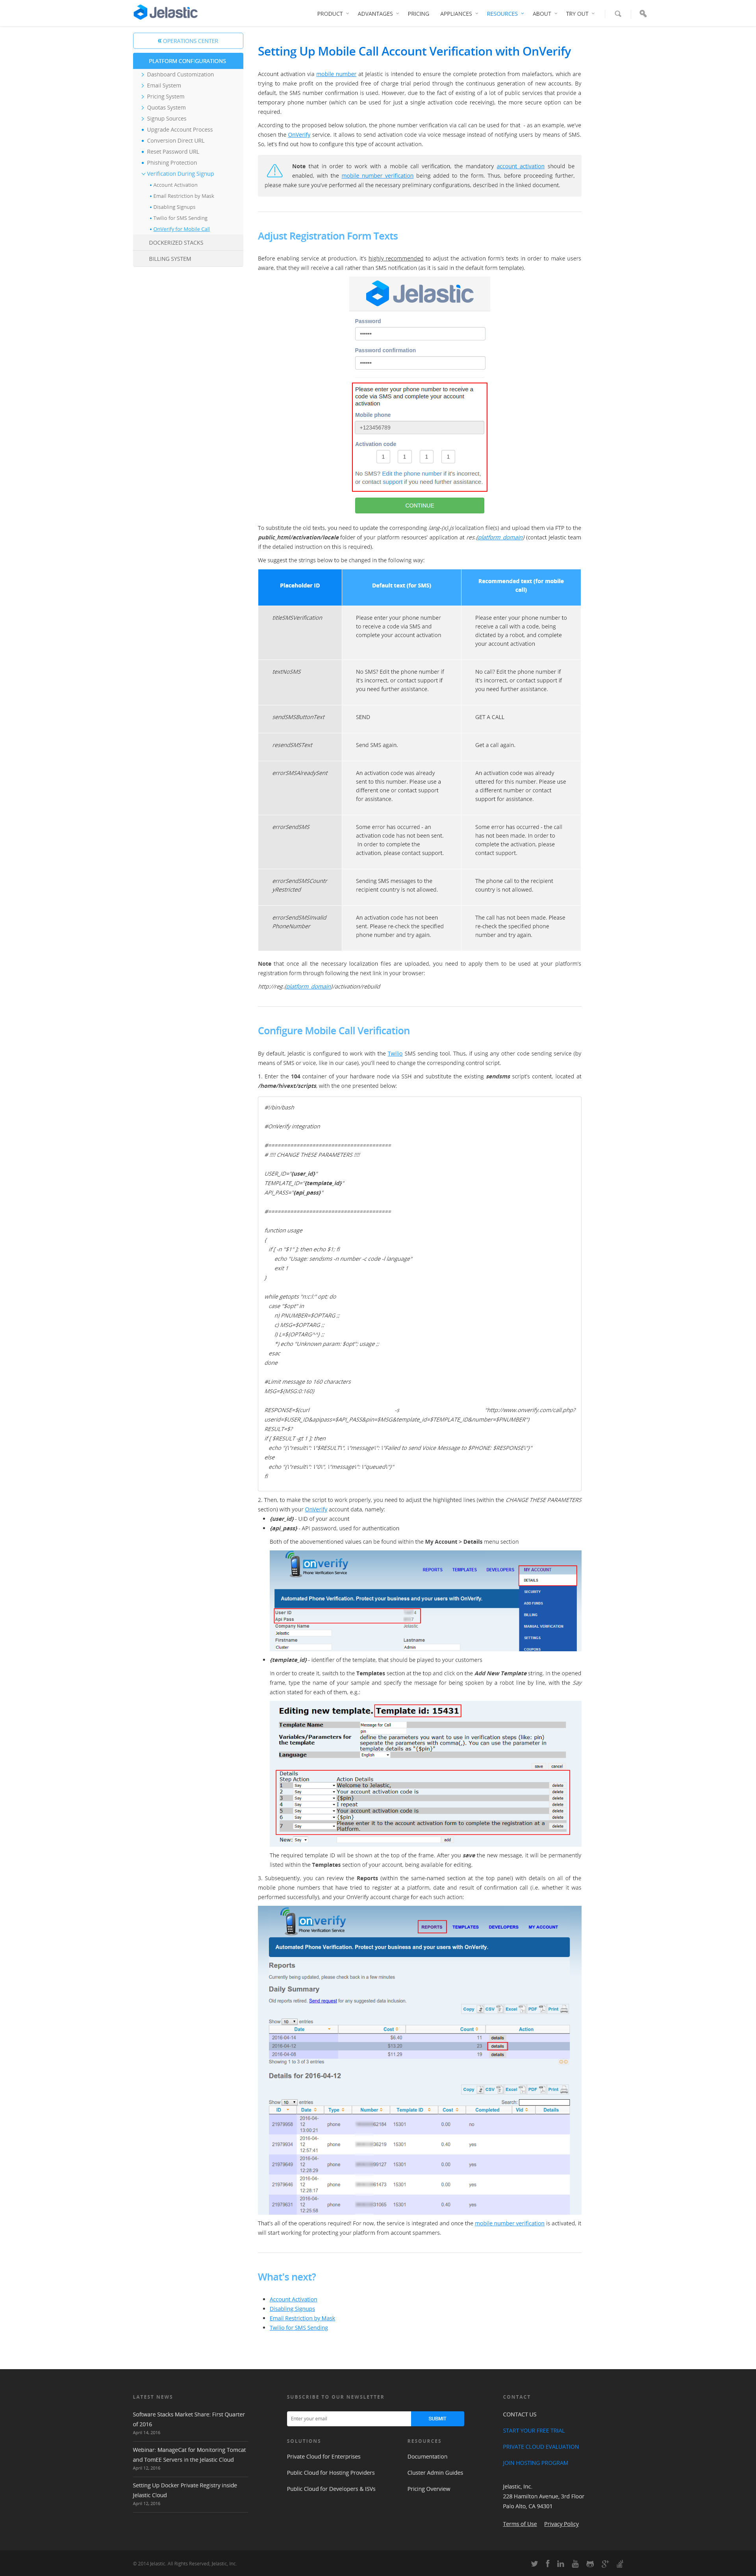 Jelastic
PRODUCT ADVANTAGES PRICING APPLIANCES RESOURCES ABOUT TRY OUT
OPERATIONS CENTER
PLATFORM CONFIGURATIONS
Dashboard Customization
Email System
Pricing System
Quotas System
Signup Sources
Upgrade Account Process
Conversion Direct URL
Reset Password URL
Phishing Protection
Verification During Signup
Account Activation
Email Restriction by Mask
Disabling Signups
Twilio for SMS Sending
OnVerify for Mobile Call
DOCKERIZED STACKS
BILLING SYSTEM
Setting Up Mobile Call Account Verification with OnVerify
Account activation via mobile number at Jelastic is intended to ensure the complete protection from malefactors, which are
trying to make profit on the provided free of charge trial period through the continuous generation of new accounts. By
default, the SMS number confirmation is used. However, due to the fact of existing of a lot of public services that provide a
temporary phone number (which can be used for just a single activation code receiving), the more secure option can be
required.
According to the proposed below solution, the phone number verification via call can be used for that - as an example, we've
chosen the OnVerify service. It allows to send activation code via voice message instead of notifying users by means of SMS.
So, let's find out how to configure this type of account activation.
Note that in order to work with a mobile call verification, the mandatory account activation should be
enabled, with the mobile number verification being added to the form. Thus, before proceeding further,
please make sure you've performed all the necessary preliminary configurations, described in the linked document.
Adjust Registration Form Texts
Before enabling service at production, it's highly recommended to adjust the activation form's texts in order to make users
aware, that they will receive a call rather than SMS notification (as it is said in the default form template).
Jelastic
Password
••••••
Password confirmation
••••••
Please enter your phone number to receive a
code via SMS and complete your account
activation
Mobile phone
+123456789
Activation code
1 1 1 1
No SMS? Edit the phone number if it's incorrect,
or contact support if you need further assistance.
CONTINUE
To substitute the old texts, you need to update the corresponding lang-{x}.js localization file(s) and upload them via FTP to the
public_html/activation/locale folder of your platform resources' application at res.{platform_domain} (contact Jelastic team
if the detailed instruction on this is required).
We suggest the strings below to be changed in the following way:
Placeholder ID
Default text (for SMS)
Recommended text (for mobile
call)
titleSMSVerification
Please enter your phone number
to receive a code via SMS and
complete your account activation
Please enter your phone number to
receive a call with a code, being
dictated by a robot, and complete
your account activation
textNoSMS
No SMS? Edit the phone number if
it's incorrect, or contact support if
you need further assistance.
No call? Edit the phone number if
it's incorrect, or contact support if
you need further assistance.
sendSMSButtonText
SEND
GET A CALL
resendSMSText
Send SMS again.
Get a call again.
errorSMSAlreadySent
An activation code was already
sent to this number. Please use a
different one or contact support
for assistance.
An activation code was already
uttered for this number. Please use
a different number or contact
support for assistance.
errorSendSMS
Some error has occurred - an
activation code has not been sent.
In order to complete the
activation, please contact support.
Some error has occurred - the call
has not been made. In order to
complete the activation, please
contact support.
errorSendSMSCountr
yRestricted
Sending SMS messages to the
recipient country is not allowed.
The phone call to the recipient
country is not allowed.
errorSendSMSInvalid
PhoneNumber
An activation code has not been
sent. Please re-check the specified
phone number and try again.
The call has not been made. Please
re-check the specified phone
number and try again.
Note that once all the necessary localization files are uploaded, you need to apply them to be used at your platform's
registration form through following the next link in your browser:
http://reg.{platform_domain}/activation/rebuild
Configure Mobile Call Verification
By default, Jelastic is configured to work with the Twilio SMS sending tool. Thus, if using any other code sending service (by
means of SMS or voice, like in our case), you'll need to change the corresponding control script.
1. Enter the 104 container of your hardware node via SSH and substitute the existing sendsms script's content, located at
/home/hivext/scripts, with the one presented below:
#!/bin/bash
#OnVerify integration
#=======================================
# !!!! CHANGE THESE PARAMETERS !!!!
USER_ID="{user_id}"
TEMPLATE_ID="{template_id}"
API_PASS="{api_pass}"
#=======================================
function usage
{
if [ -n "$1" ]; then echo $1; fi
echo "Usage: sendsms -n number -c code -l language"
exit 1
}
while getopts "n:c:l:" opt; do
case "$opt" in
n) PNUMBER=$OPTARG ;;
c) MSG=$OPTARG ;;
l) L=${OPTARG^^} ;;
*) echo "Unknown param: $opt"; usage ;;
esac
done
#Limit message to 160 characters
MSG=${MSG:0:160}
RESPONSE=$(curl -s "http://www.onverify.com/call.php?
userid=$USER_ID&apipass=$API_PASS&pin=$MSG&template_id=$TEMPLATE_ID&number=$PNUMBER")
RESULT=$?
if [ $RESULT -gt 1 ]; then
echo "{\"result\": \"$RESULT\", \"message\": \"Failed to send Voice Message to $PHONE: $RESPONSE\"}"
else
echo "{\"result\": \"0\", \"message\": \"queued\"}"
fi
2. Then, to make the script to work properly, you need to adjust the highlighted lines (within the CHANGE THESE PARAMETERS
section) with your OnVerify account data, namely:
{user_id} - UID of your account
{api_pass} - API password, used for authentication
Both of the abovementioned values can be found within the My Account > Details menu section
onverify
Phone Verification Service
REPORTS TEMPLATES DEVELOPERS MY ACCOUNT
DETAILS
SECURITY
ADD FUNDS
BILLING
MANUAL VERIFICATION
SETTINGS
COUPONS
Automated Phone Verification. Protect your business and your users with OnVerify.
User ID
Api Pass
Company Name jelastic
Jelastic
Firstname Lastname
Cluster Admin
{template_id} - identifier of the template, that should be played to your customers
In order to create it, switch to the Templates section at the top and click on the Add New Template string. In the opened
frame, type the name of your sample and specify the message for being spoken by a robot line by line, with the Say
action stated for each of them, e.g.:
Editing new template. Template id: 15431
Template Name Message for Call
Variables/Parameters for
the template
pin
define the parameters you want to use in verification steps (like: pin)
seperate the parameters with comma(,). You can use the parameter in
template details as "{$pin}"
Language English
save cancel
Details
Step Action Action Details
1 Say Welcome to Jelastic, delete
2 Say Your account activation code is delete
3 Say {$pin} delete
4 Say I repeat delete
5 Say Your account activation code is delete
6 Say {$pin} delete
7 Say Please enter it to the account activation fom to complete the registration at a
Platform. delete
New: Say add
The required template ID will be shown at the top of the frame. After you save the new message, it will be permanently
listed within the Templates section of your account, being available for editing.
3. Subsequently, you can review the Reports (within the same-named section at the top panel) with details on all of the
mobile phone numbers that have tried to register at a platform, date and result of confirmation call (i.e. whether it was
performed successfully), and your OnVerify account charge for each such action:
onverify
Phone Verification Service
REPORTS TEMPLATES DEVELOPERS MY ACCOUNT
Automated Phone Verification. Protect your business and your users with OnVerify.
Reports
Currently being updated, please check back in a few minutes.
Daily Summary
Old reports retired. Send request for any suggested data inclusion.
Copy CSV Excel PDF Print
Show 10 entries
Date Cost Count Action
2016-04-14 $6.40 11 details
2016-04-12 $13.20 23 details
2016-04-08 $11.29 19 details
Showing 1 to 3 of 3 entries
Details for 2016-04-12
Copy CSV Excel PDF Print
Show 10 entries Search:
ID Date Type Number Template ID Cost Completed Vid Details
21979958 2016-04-12 13:00:21 phone 62184 15301 0.00 no
21979934 2016-04-12 12:57:41 phone 36219 15301 0.40 yes
21979649 2016-04-12 12:28:29 phone 99127 15301 0.00 yes
21979646 2016-04-12 12:28:17 phone 91473 15301 0.00 yes
21979631 2016-04-12 12:25:58 phone 31065 15301 0.40 yes
That's all of the operations required! For now, the service is integrated and once the mobile number verification is activated, it
will start working for protecting your platform from account spammers.
What's next?
Account Activation
Disabling Signups
Email Restriction by Mask
Twilio for SMS Sending
LATEST NEWS
Software Stacks Market Share: First Quarter
of 2016
April 14, 2016
Webinar: ManageCat for Monitoring Tomcat
and TomEE Servers in the Jelastic Cloud
April 12, 2016
Setting Up Docker Private Registry inside
Jelastic Cloud
April 12, 2016
SUBSCRIBE TO OUR NEWSLETTER
Enter your email
SUBMIT
SOLUTIONS
Private Cloud for Enterprises
Public Cloud for Hosting Providers
Public Cloud for Developers & ISVs
RESOURCES
Documentation
Cluster Admin Guides
Pricing Overview
CONTACT
CONTACT US
START YOUR FREE TRIAL
PRIVATE CLOUD EVALUATION
JOIN HOSTING PROGRAM
Jelastic, Inc.
228 Hamilton Avenue, 3rd Floor
Palo Alto, CA 94301
Terms of Use Privacy Policy
© 2014 Jelastic. All Rights Reserved. Jelastic, Inc.